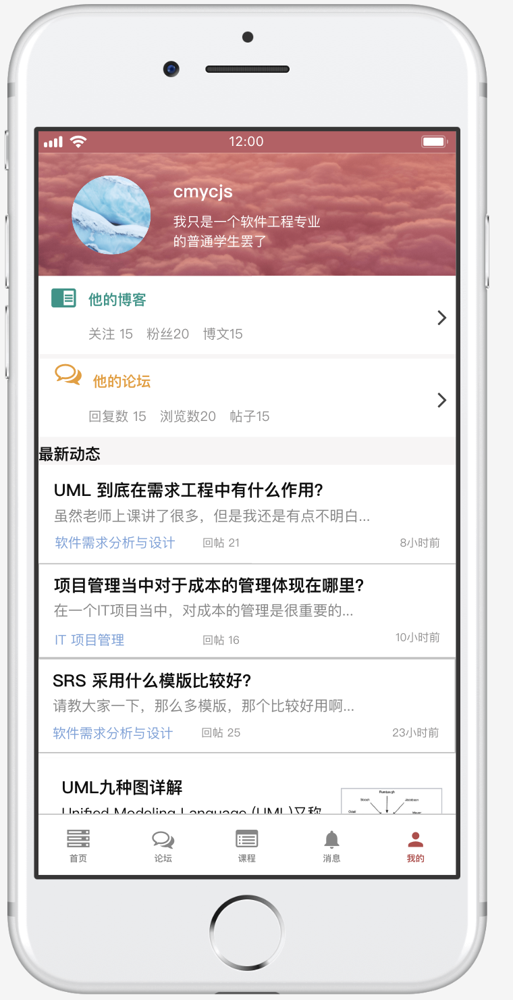 12:00
cmycjs
我只是一个软件工程专业
的普通学生罢了
他的博客
关注 15 粉丝20 博文15
他的论坛
回复数 15 浏览数20 帖子15
最新动态
UML 到底在需求工程中有什么作用?
虽然老师上课讲了很多，但是我还是有点不明白...
软件需求分析与设计 回帖 21 8小时前
项目管理当中对于成本的管理体现在哪里?
在一个IT项目当中，对成本的管理是很重要的...
IT 项目管理 回帖 16 10小时前
SRS 采用什么模版比较好?
请教大家一下，那么多模版，那个比较好用啊...
软件需求分析与设计 回帖 25 23小时前
UML九种图详解
Unified Modeling Language (UML)又称
Rumbaugh
Booch Jacobson
Odell Meyer
首页 论坛 课程 消息 我的